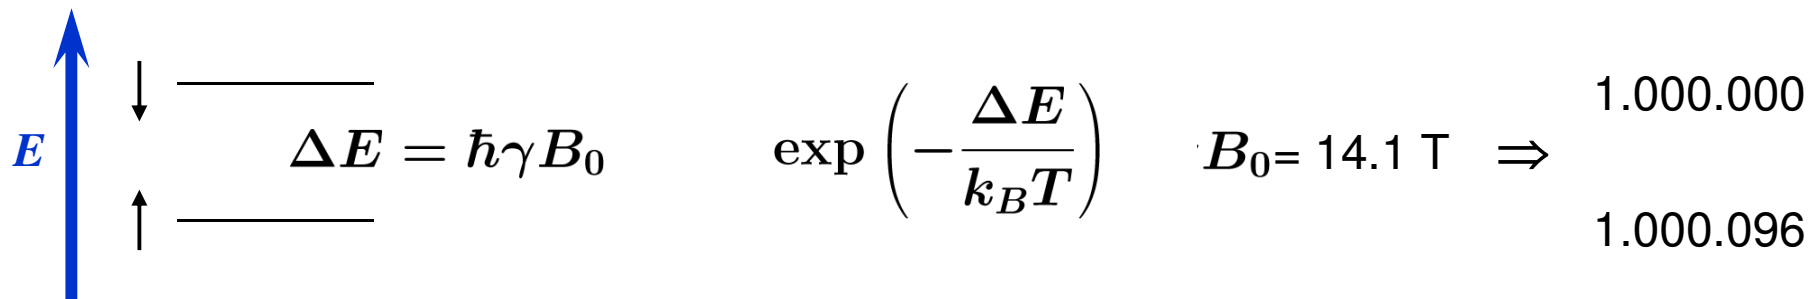 1.000.000
E ΔE = ħγB₀ exp(−ΔE/k_BT) B₀= 14.1 T ⇒
1.000.096